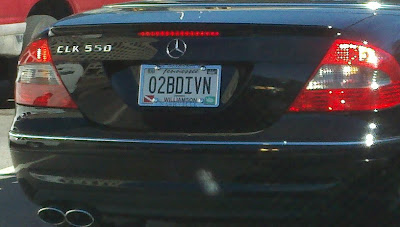 CLK 550
Tennessee
02BDIVN
WILLIAMSON